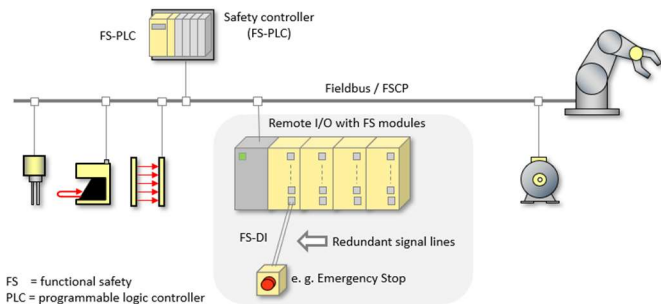 Safety controller
(FS-PLC)
FS-PLC
Fieldbus / FSCP
Remote I/O with FS modules
FS-DI
Redundant signal lines
e. g. Emergency Stop
FS = functional safety
PLC = programmable logic controller